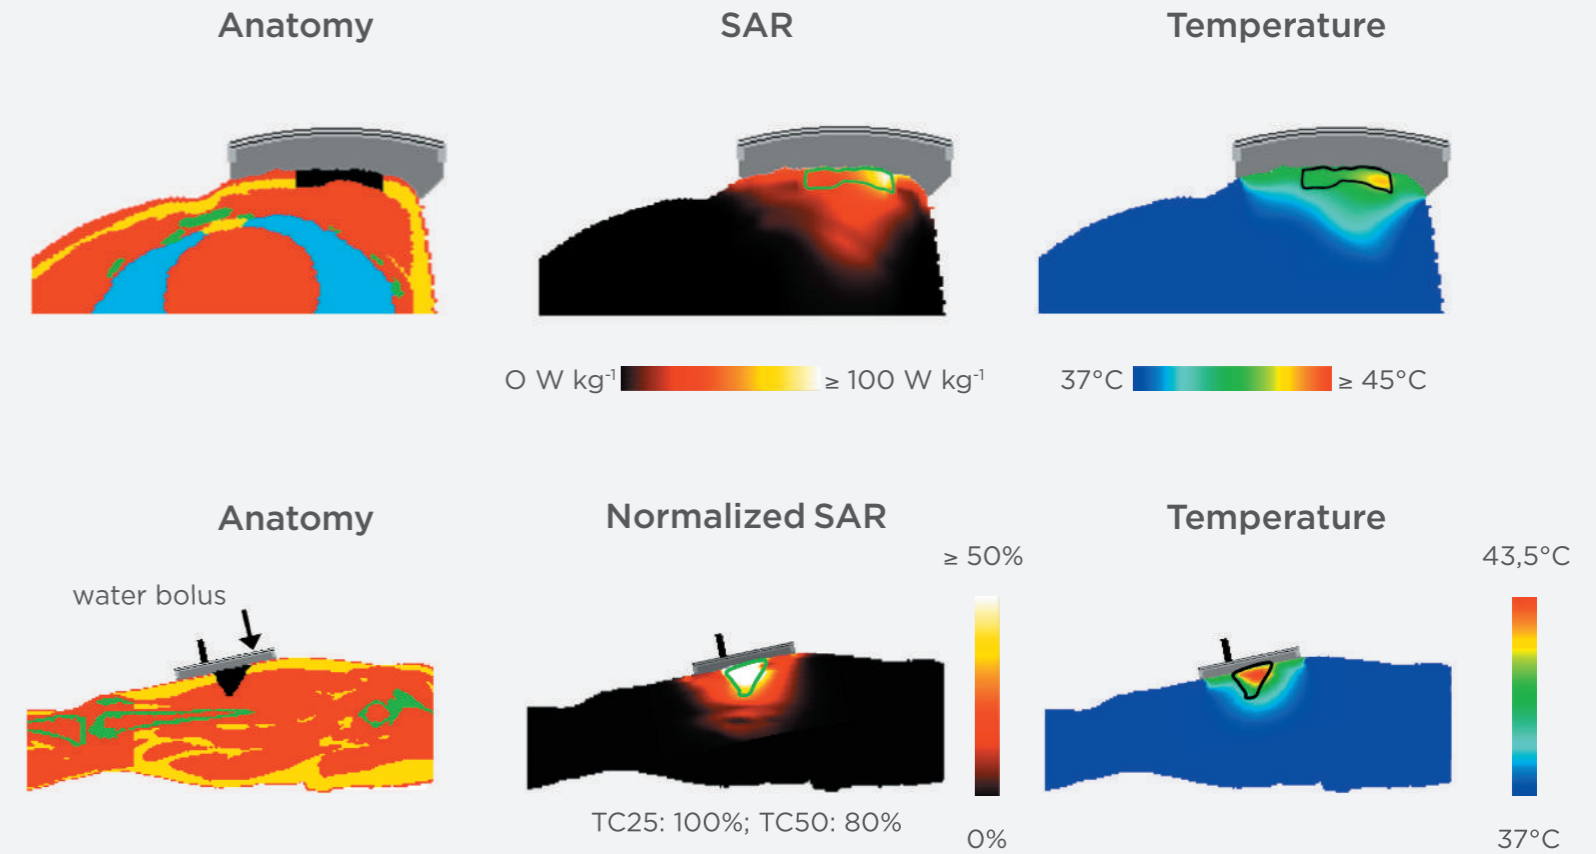 Anatomy
SAR
Temperature
O W kg-1
≥ 100 W kg-1
37°C
≥ 45°C
Anatomy
Normalized SAR
Temperature
≥ 50%
43,5°C
water bolus
TC25: 100%; TC50: 80%
0%
37°C